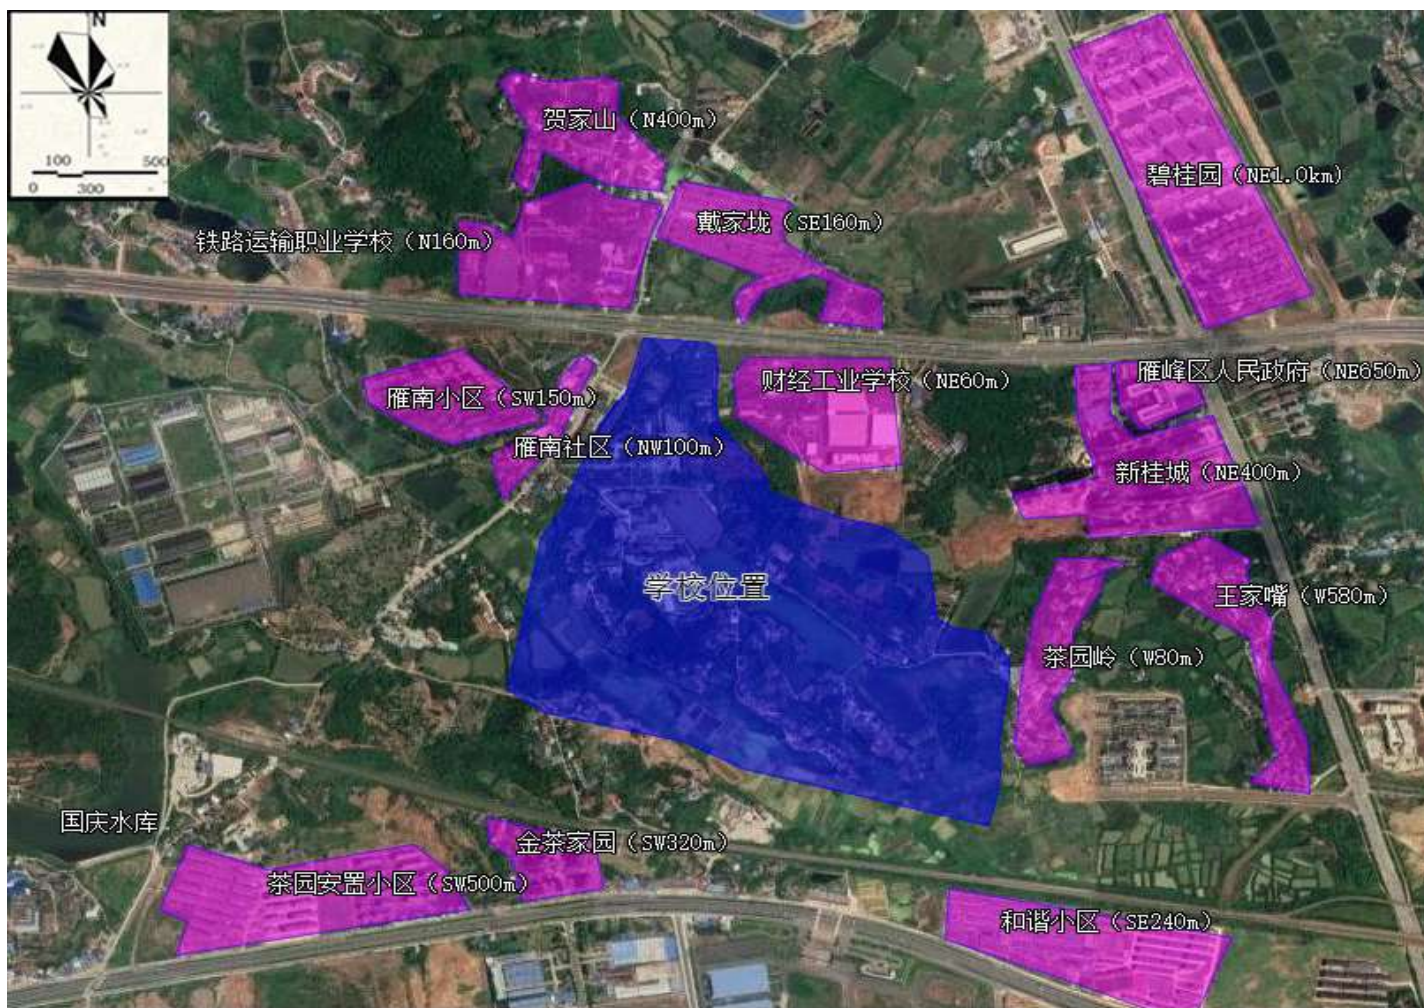 N
100 500
0 300
贺家山（N400m）
碧桂园（NE1.0km）
戴家垅（SE160m）
铁路运输职业学校（N160m）
雁峰区人民政府（NE650m）
财经工业学校（NE60m）
雁南小区（SW150m）
雁南社区（NW100m）
新桂城（NE400m）
学校位置
王家嘴（W580m）
茶园岭（W80m）
国庆水库
金茶家园（SW320m）
茶园安置小区（SW500m）
和谐小区（SE240m）